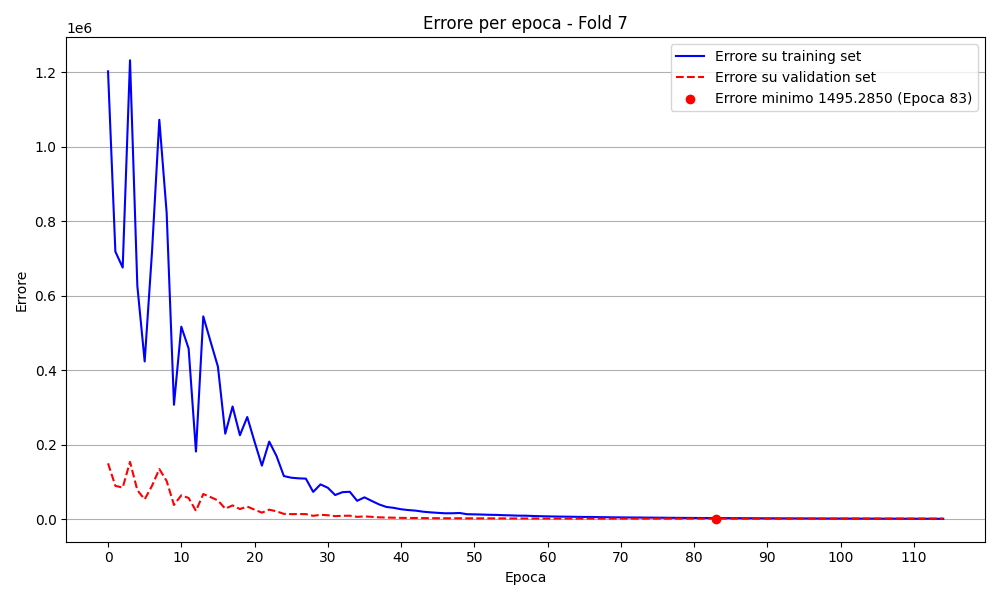 Errore per epoca - Fold 7
1e6
1.2
1.0
0.8
0.6
0.4
0.2
0.0
Errore
Errore su training set
Errore su validation set
Errore minimo 1495.2850 (Epoca 83)
0 10 20 30 40 50 60 70 80 90 100 110
Epoca